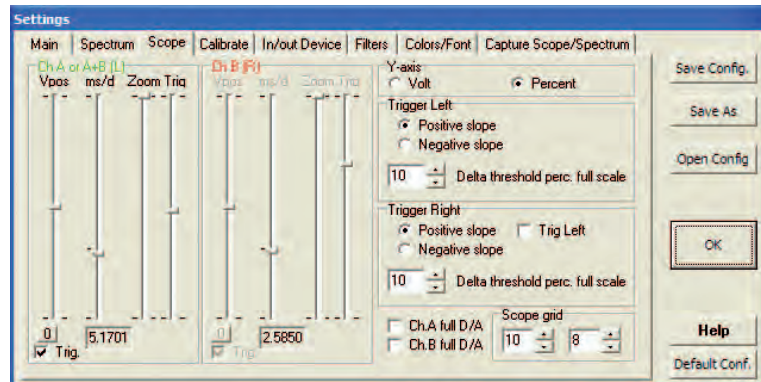 Settings
Main Spectrum Scope Calibrate In/out Device Filters Colors/Font Capture Scope/Spectrum
Ch A or A+B (L)
Vpos ms/d Zoom Trig
0
5.1701
Trig.
Ch B (R)
Vpos ms/d Zoom Trig
0
2.5850
Trig
Y-axis
Volt Percent
Trigger Left
Positive slope
Negative slope
10 Delta threshold perc. full scale
Trigger Right
Positive slope Trig Left
Negative slope
10 Delta threshold perc. full scale
Ch.A full D/A
Ch.B full D/A
Scope grid
10 8
Save Config.
Save As
Open Config
OK
Help
Default Conf.